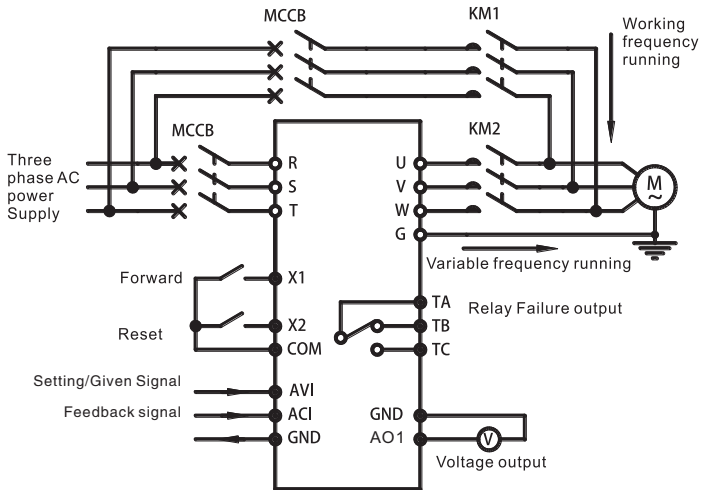 MCCB
KM1
Working
frequency
running
MCCB
KM2
Three
phase AC
power
Supply
R
S
T
U
V
W
G
M
~
Variable frequency running
Forward
X1
Reset
X2
COM
TA
TB
TC
Relay Failure output
Setting/Given Signal
AVI
Feedback signal
ACI
GND
GND
AO1
V
Voltage output